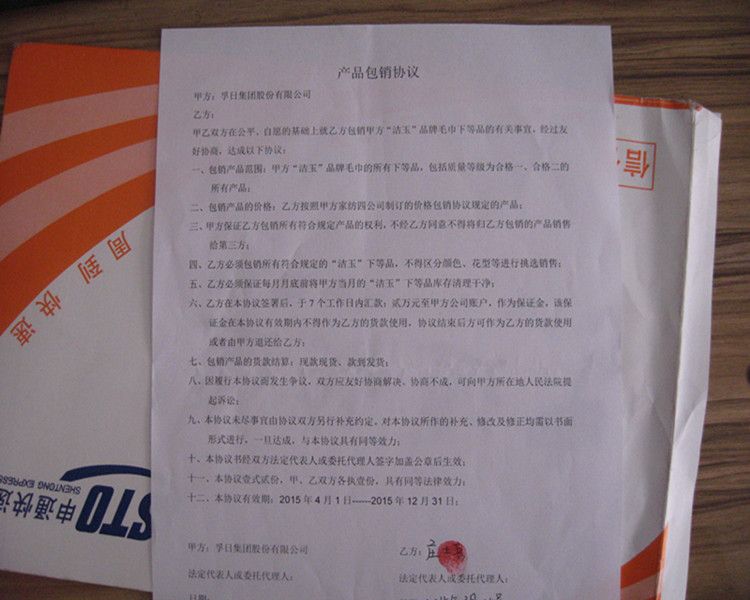 产品包销协议
甲方：孚日集团股份有限公司
乙方：
甲乙双方在公平、自愿的基础上就乙方包销甲方“洁玉”品牌毛巾下等品的有关事宜，经过友
好协商，达成以下协议：
一、包销产品范围：甲方“洁玉”品牌毛巾的所有下等品，包括质量等级为合格一、合格二的
所有产品；
二、包销产品的价格：乙方按照甲方家纺四公司制订的价格包销协议规定的产品；
三、甲方保证乙方包销所有符合规定产品的权利，不经乙方同意不得将归乙方包销的产品销售
给第三方；
四、乙方必须包销所有符合规定的“洁玉”下等品，不得区分颜色、花型等进行挑选销售；
五、乙方必须保证每月月底前将甲方当月的“洁玉”下等品库存清理干净；
六、乙方在本协议签署后，于7个工作日内汇款：贰万元至甲方公司账户，作为保证金，该保
证金在本协议有效期内不得作为乙方的货款使用，协议结束后方可作为乙方的货款使用
或者由甲方退还给乙方；
七、包销产品的货款结算：现款现货，款到发货；
八、因履行本协议而发生争议，双方应友好协商解决。协商不成，可向甲方所在地人民法院提
起诉讼；
九、本协议未尽事宜由协议双方另行补充约定。对本协议所作的补充、修改及修正均需以书面
形式进行，一旦达成，与本协议具有同等效力；
十、本协议书经双方法定代表人或委托代理人签字加盖公章后生效；
十一、本协议壹式贰份，甲、乙双方各执壹份，具有同等法律效力；
十二、本协议有效期：2015年4月1日——2015年12月31日；
甲方：孚日集团股份有限公司
乙方：庄
法定代表人或委托代理人：
法定代表人或委托代理人：
日期：
周到快速
信
STO
申通快递
SHENTONG EXPRESS